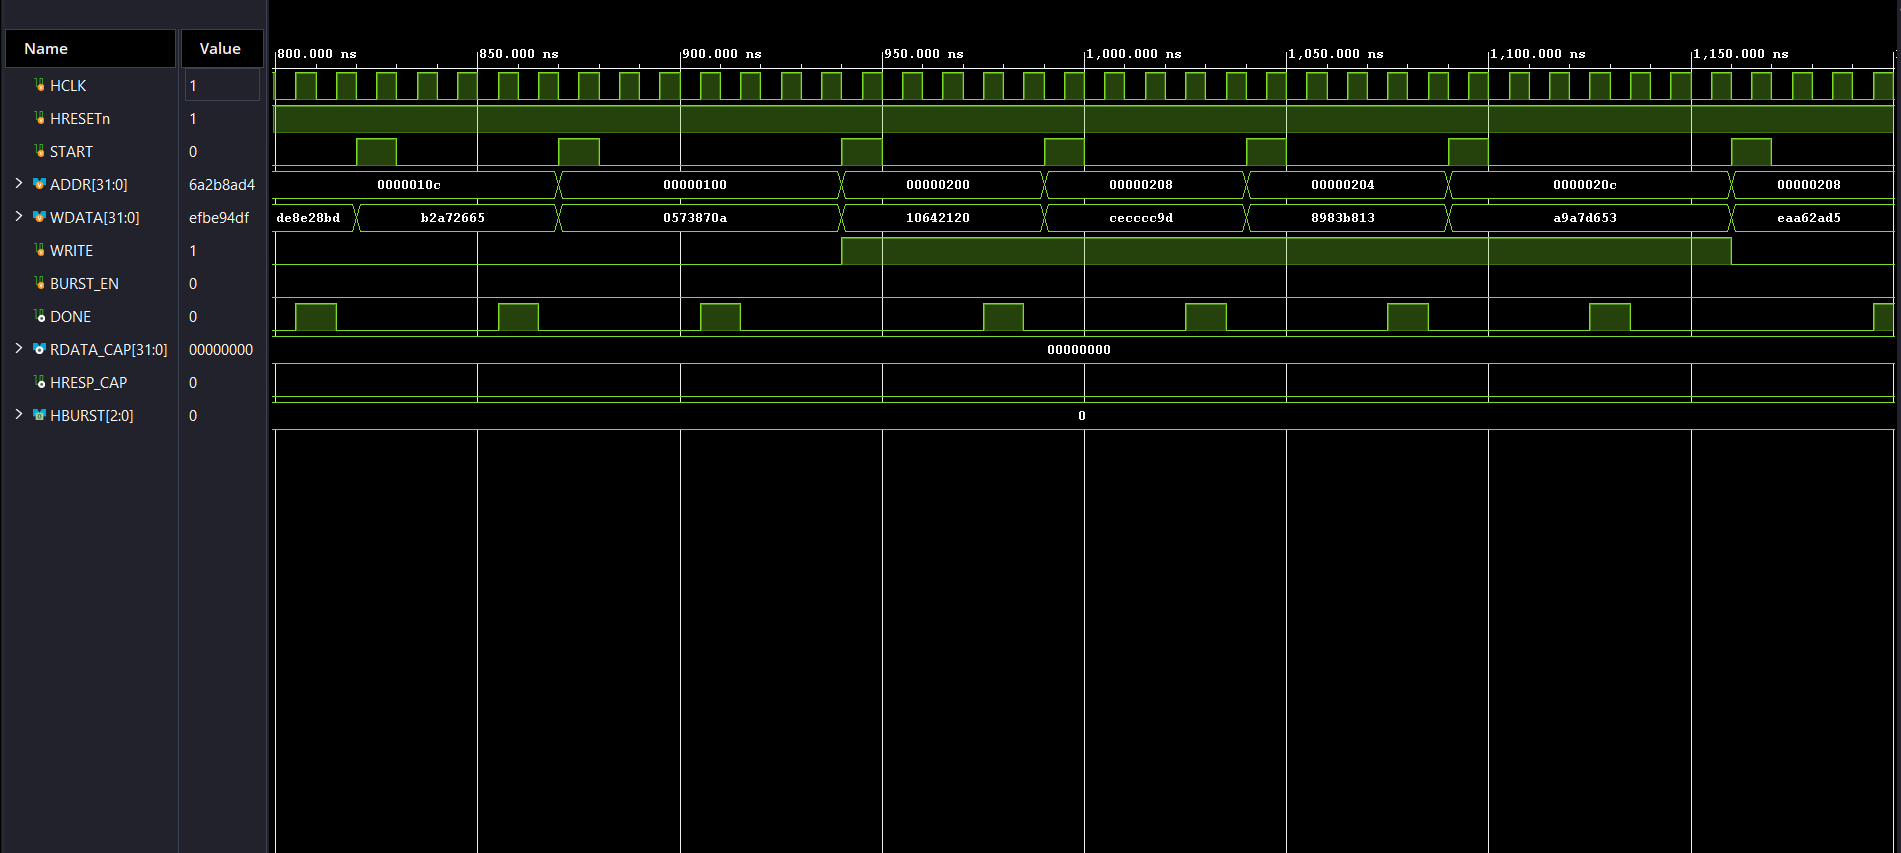 Name Value
800.000 ns 850.000 ns 900.000 ns 950.000 ns 1,000.000 ns 1,050.000 ns 1,100.000 ns 1,150.000 ns
HCLK 1
HRESETn 1
START 0
ADDR[31:0] 6a2b8ad4 0000010c 00000100 00000200 00000208 00000204 0000020c 00000208
WDATA[31:0] efbe94df de8e28bd b2a72665 0573870a 10642120 cecccc9d 8983b813 a9a7d653 eaa62ad5
WRITE 1
BURST_EN 0
DONE 0
RDATA_CAP[31:0] 00000000 00000000
HRESP_CAP 0
HBURST[2:0] 0 0